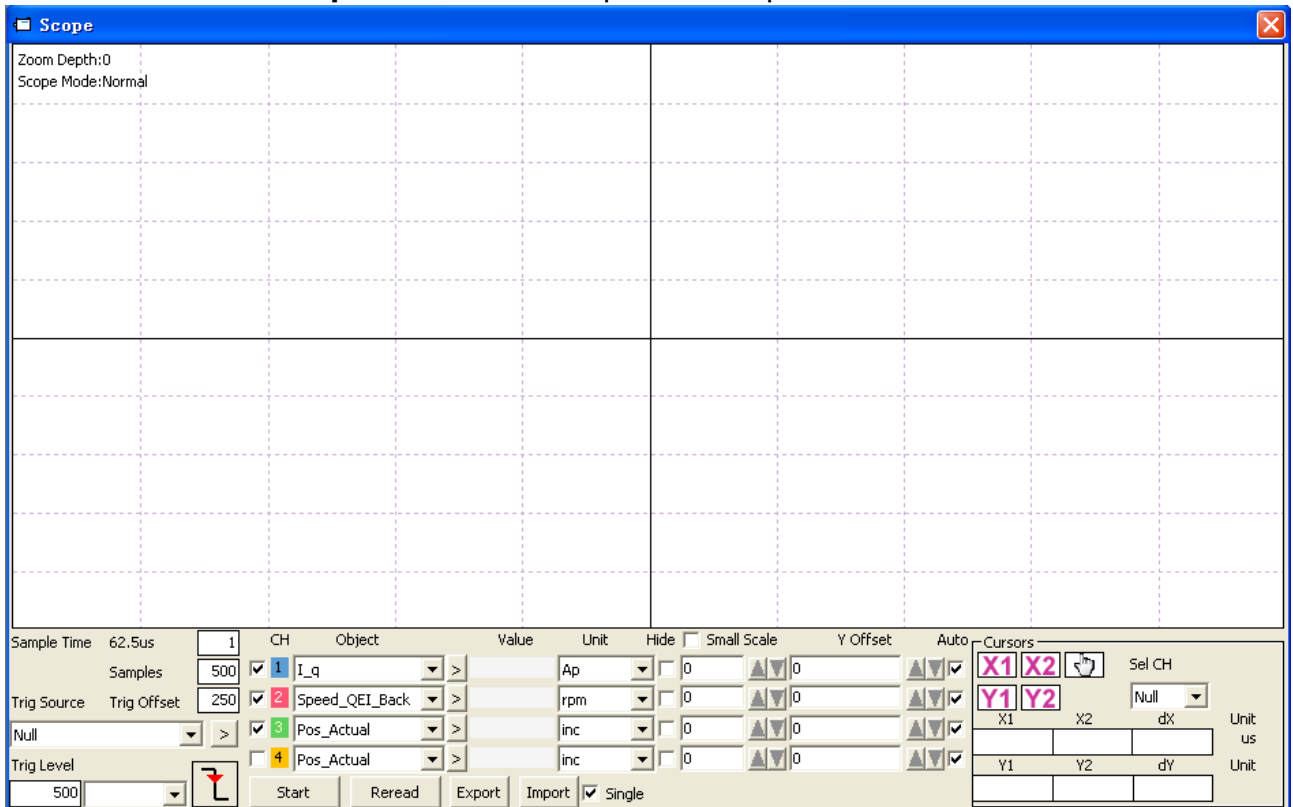 Scope
Zoom Depth:0
Scope Mode:Normal
Sample Time 62.5us 1 CH Object Value Unit Hide Small Scale Y Offset Auto Cursors
Samples 500 1 I_q > Ap 0 0 X1 X2 Sel CH
Trig Source Trig Offset 250 2 Speed_QEI_Back > rpm 0 0 Y1 Y2 Null
X1 X2 dX Unit
Null > 3 Pos_Actual > inc 0 0 us
Trig Level 4 Pos_Actual > inc 0 0 Y1 Y2 dY Unit
500 Start Reread Export Import Single